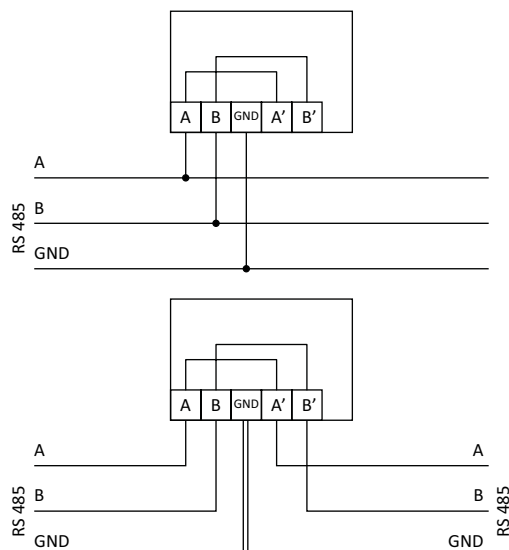 A B GND A’ B’
A
B
RS 485
GND
A B GND A’ B’
A A
B B
RS 485 RS 485
GND GND